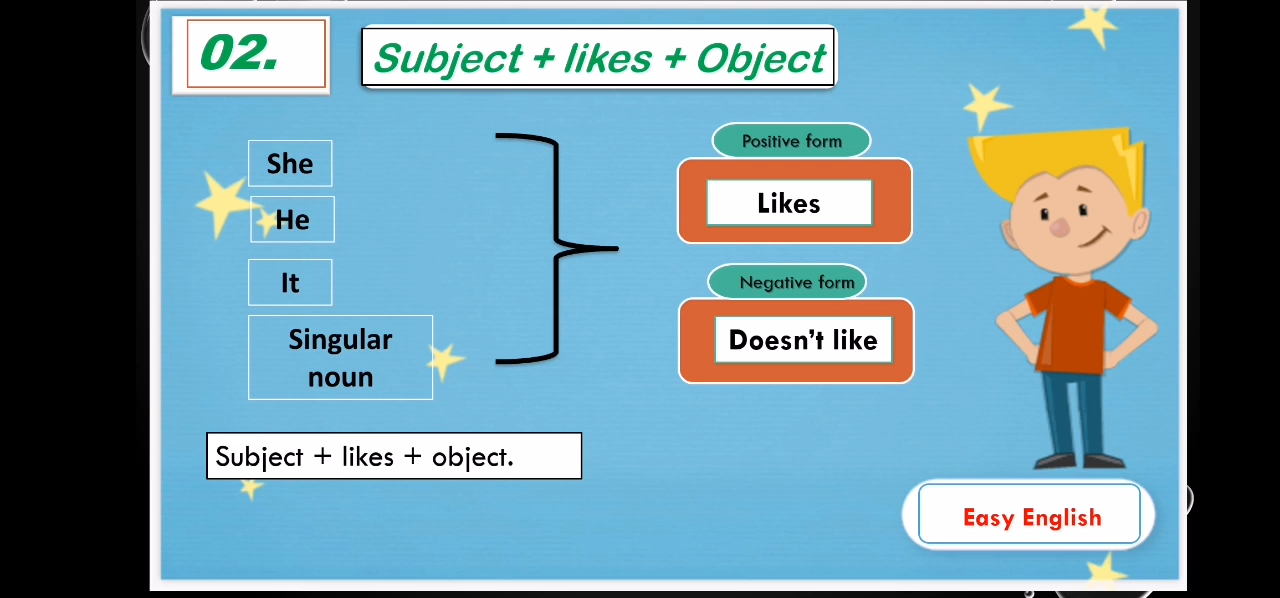 02.
Subject + likes + Object
She
He
It
Singular
noun
Positive form
Likes
Negative form
Doesn't like
Subject + likes + object.
Easy English